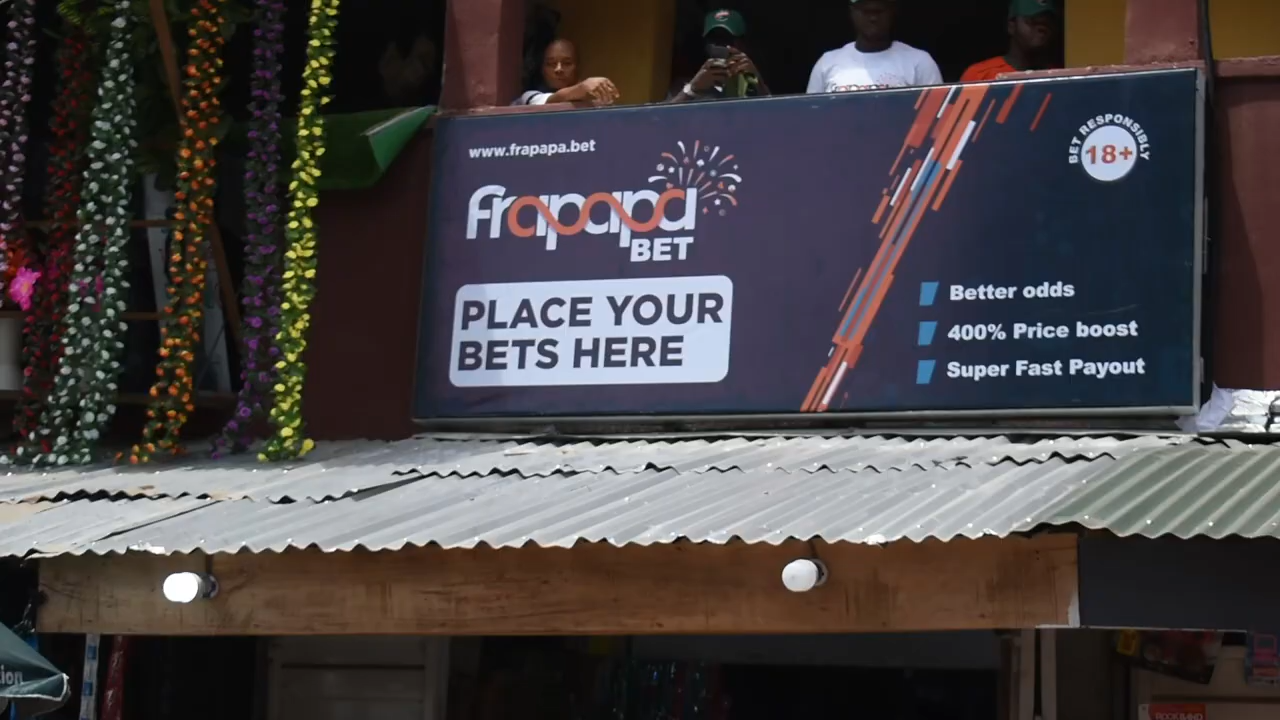 www.frapapa.bet
frapapa
BET
PLACE YOUR
BETS HERE
BET RESPONSIBLY
18+
Better odds
400% Price boost
Super Fast Payout